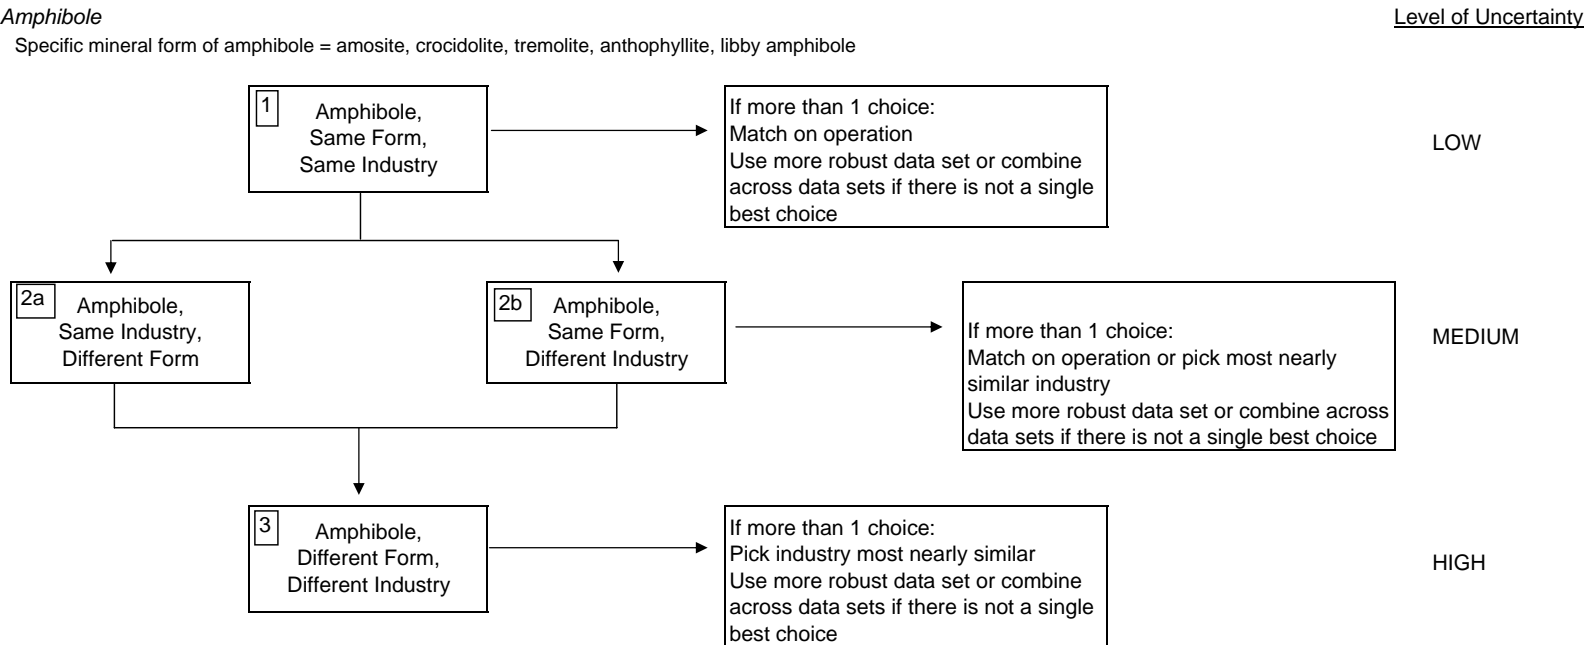 Amphibole
Level of Uncertainty
Specific mineral form of amphibole = amosite, crocidolite, tremolite, anthophyllite, libby amphibole
1
Amphibole,
Same Form,
Same Industry
If more than 1 choice:
Match on operation
Use more robust data set or combine
across data sets if there is not a single
best choice
LOW
2a
Amphibole,
Same Industry,
Different Form
2b
Amphibole,
Same Form,
Different Industry
If more than 1 choice:
Match on operation or pick most nearly
similar industry
Use more robust data set or combine across
data sets if there is not a single best choice
MEDIUM
3
Amphibole,
Different Form,
Different Industry
If more than 1 choice:
Pick industry most nearly similar
Use more robust data set or combine
across data sets if there is not a single
best choice
HIGH